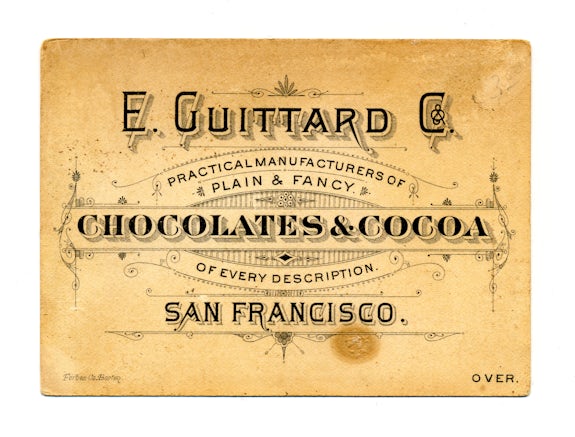 E. GUITTARD & Co.
PRACTICAL MANUFACTURERS OF
PLAIN & FANCY
CHOCOLATES & COCOA
OF EVERY DESCRIPTION.
SAN FRANCISCO.
Forbes Co. Boston.
OVER.